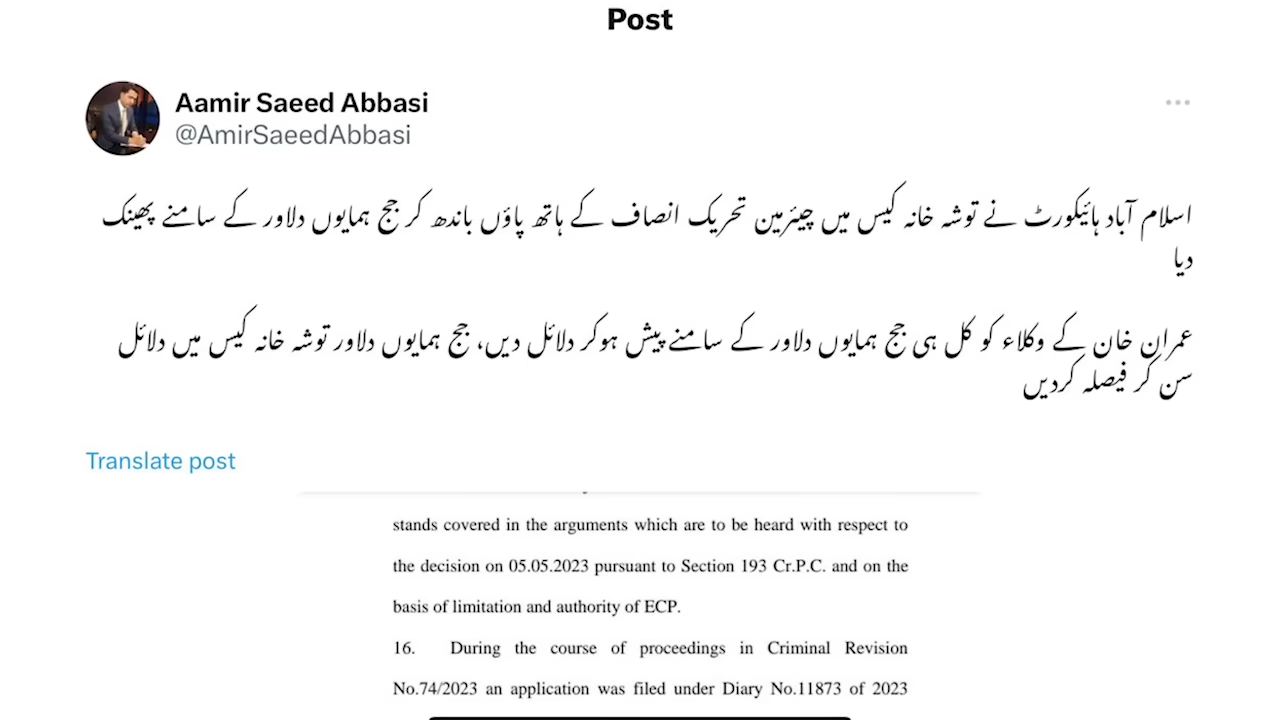 Post
Aamir Saeed Abbasi
@AmirSaeedAbbasi
اسلام آباد ہائیکورٹ نے توشہ خانہ کیس میں چیئرمین تحریک انصاف کے ہاتھ پاؤں باندھ کر جج ہمایوں دلاور کے سامنے پھینک
دیا
عمران خان کے وکلاء کو کل ہی جج ہمایوں دلاور کے سامنے پیش ہوکر دلائل دیں، جج ہمایوں دلاور توشہ خانہ کیس میں دلائل
سن کر فیصلہ کردیں
Translate post
stands covered in the arguments which are to be heard with respect to
the decision on 05.05.2023 pursuant to Section 193 Cr.P.C. and on the
basis of limitation and authority of ECP.
16. During the course of proceedings in Criminal Revision
No.74/2023 an application was filed under Diary No.11873 of 2023